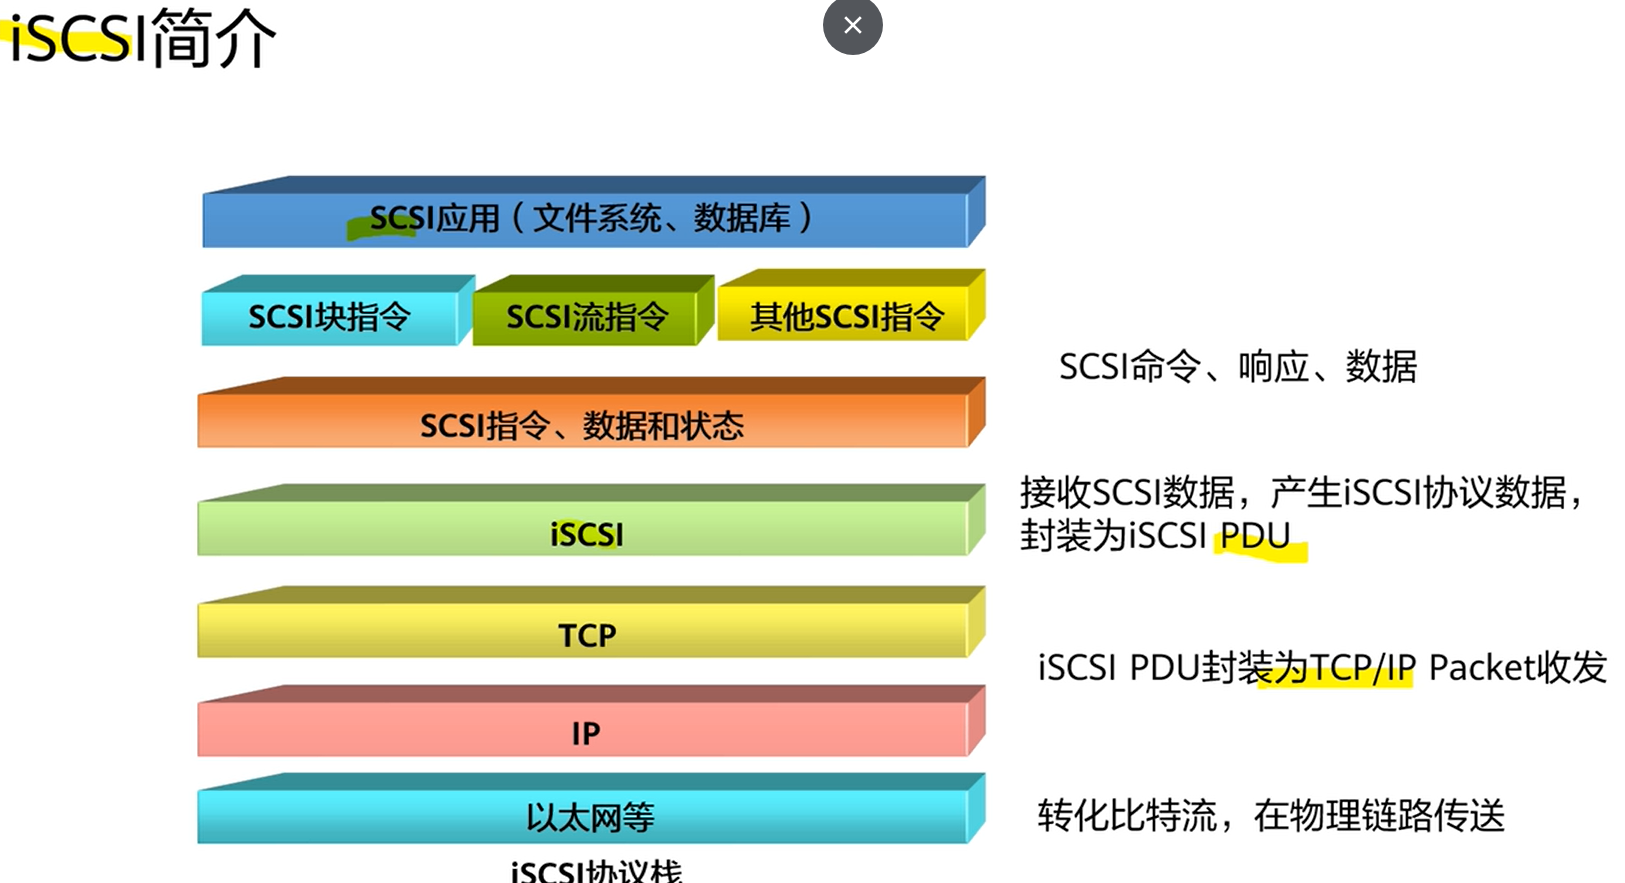 iSCSI简介
SCSI应用（文件系统、数据库）
SCSI块指令
SCSI流指令
其他SCSI指令
SCSI命令、响应、数据
SCSI指令、数据和状态
接收SCSI数据，产生iSCSI协议数据，
封装为iSCSI PDU
iSCSI
TCP
iSCSI PDU封装为TCP/IP Packet收发
IP
以太网等
转化比特流，在物理链路传送
iSCSI协议栈